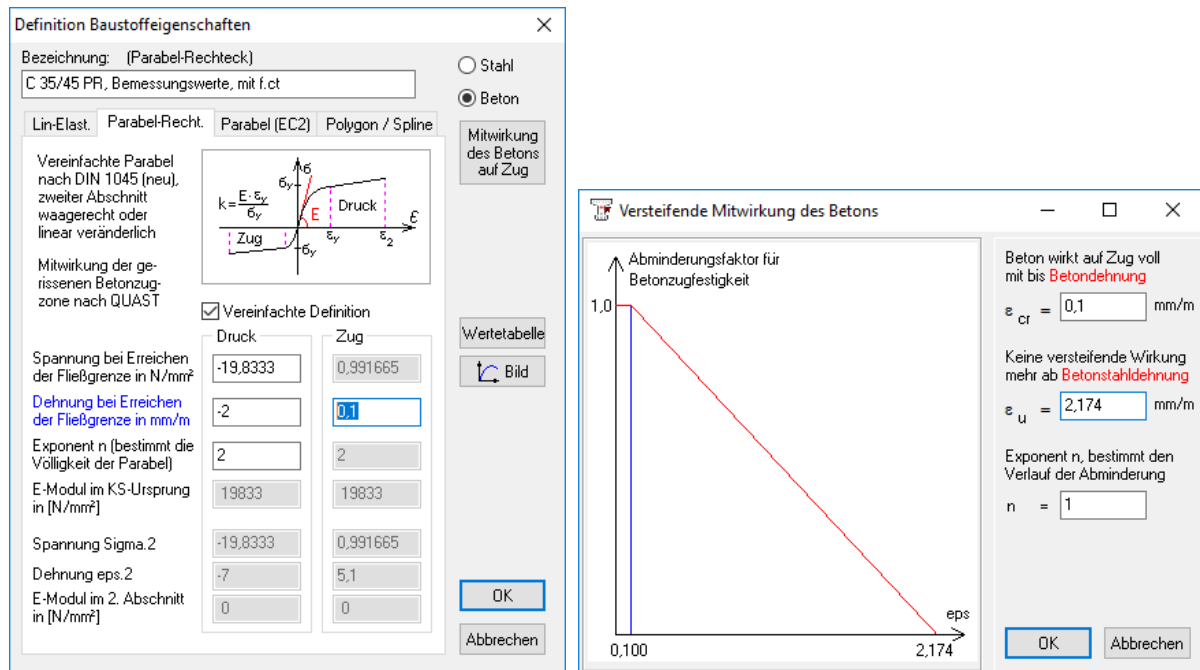 Definition Baustoffeigenschaften
Bezeichnung: (Parabel-Rechteck)
C 35/45 PR, Bemessungswerte, mit f.ct
Stahl
Beton
Lin-Elast.
Parabel-Recht.
Parabel (EC2)
Polygon / Spline
Mitwirkung
des Betons
auf Zug
Vereinfachte Parabel
nach DIN 1045 (neu),
zweiter Abschnitt
waagerecht oder
linear veränderlich
Mitwirkung der ge-
rissenen Betonzug-
zone nach QUAST
k = E·εy / бy
б
бy
E
Druck
ε
Zug
бy
εy
ε2
Vereinfachte Definition
Druck
Zug
Wertetabelle
Bild
Spannung bei Erreichen
der Fließgrenze in N/mm²
-19,8333
0,991665
Dehnung bei Erreichen
der Fließgrenze in mm/m
-2
0,1
Exponent n (bestimmt die
Völligkeit der Parabel)
2
2
E-Modul im KS-Ursprung
in [N/mm²]
19833
19833
Spannung Sigma.2
-19,8333
0,991665
Dehnung eps.2
-7
5,1
E-Modul im 2. Abschnitt
in [N/mm²]
0
0
OK
Abbrechen
Versteifende Mitwirkung des Betons
Abminderungsfaktor für
Betonzugfestigkeit
1,0
eps
0,100
2,174
Beton wirkt auf Zug voll
mit bis Betondehnung
ε cr = 0,1 mm/m
Keine versteifende Wirkung
mehr ab Betonstahldehnung
ε u = 2,174 mm/m
Exponent n, bestimmt den
Verlauf der Abminderung
n = 1
OK
Abbrechen